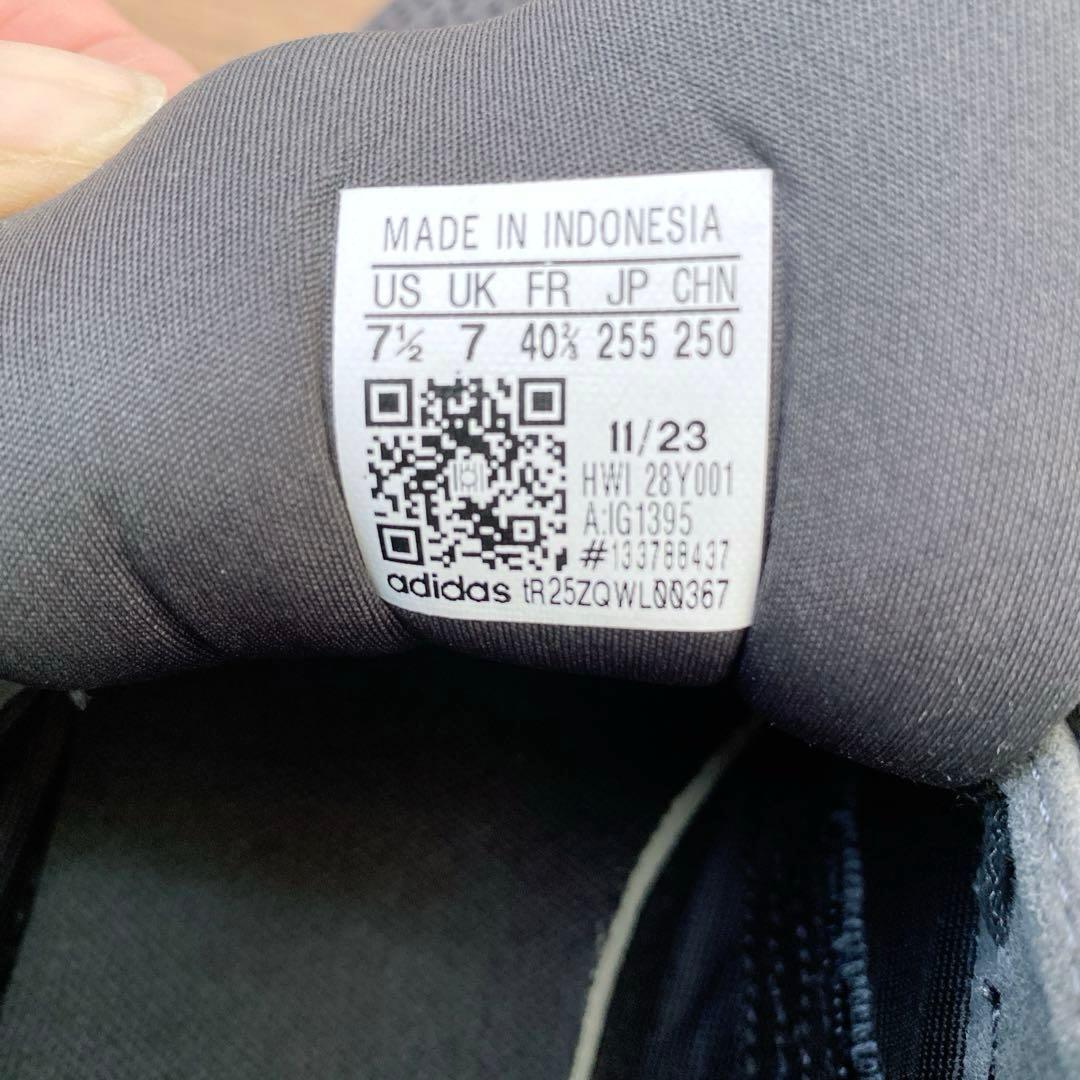 MADE IN INDONESIA
US UK FR JP CHN
7½ 7 40⅔ 255 250
11/23
HWI 28Y001
A:IG1395
#133788437
adidas tR25ZQWL00367